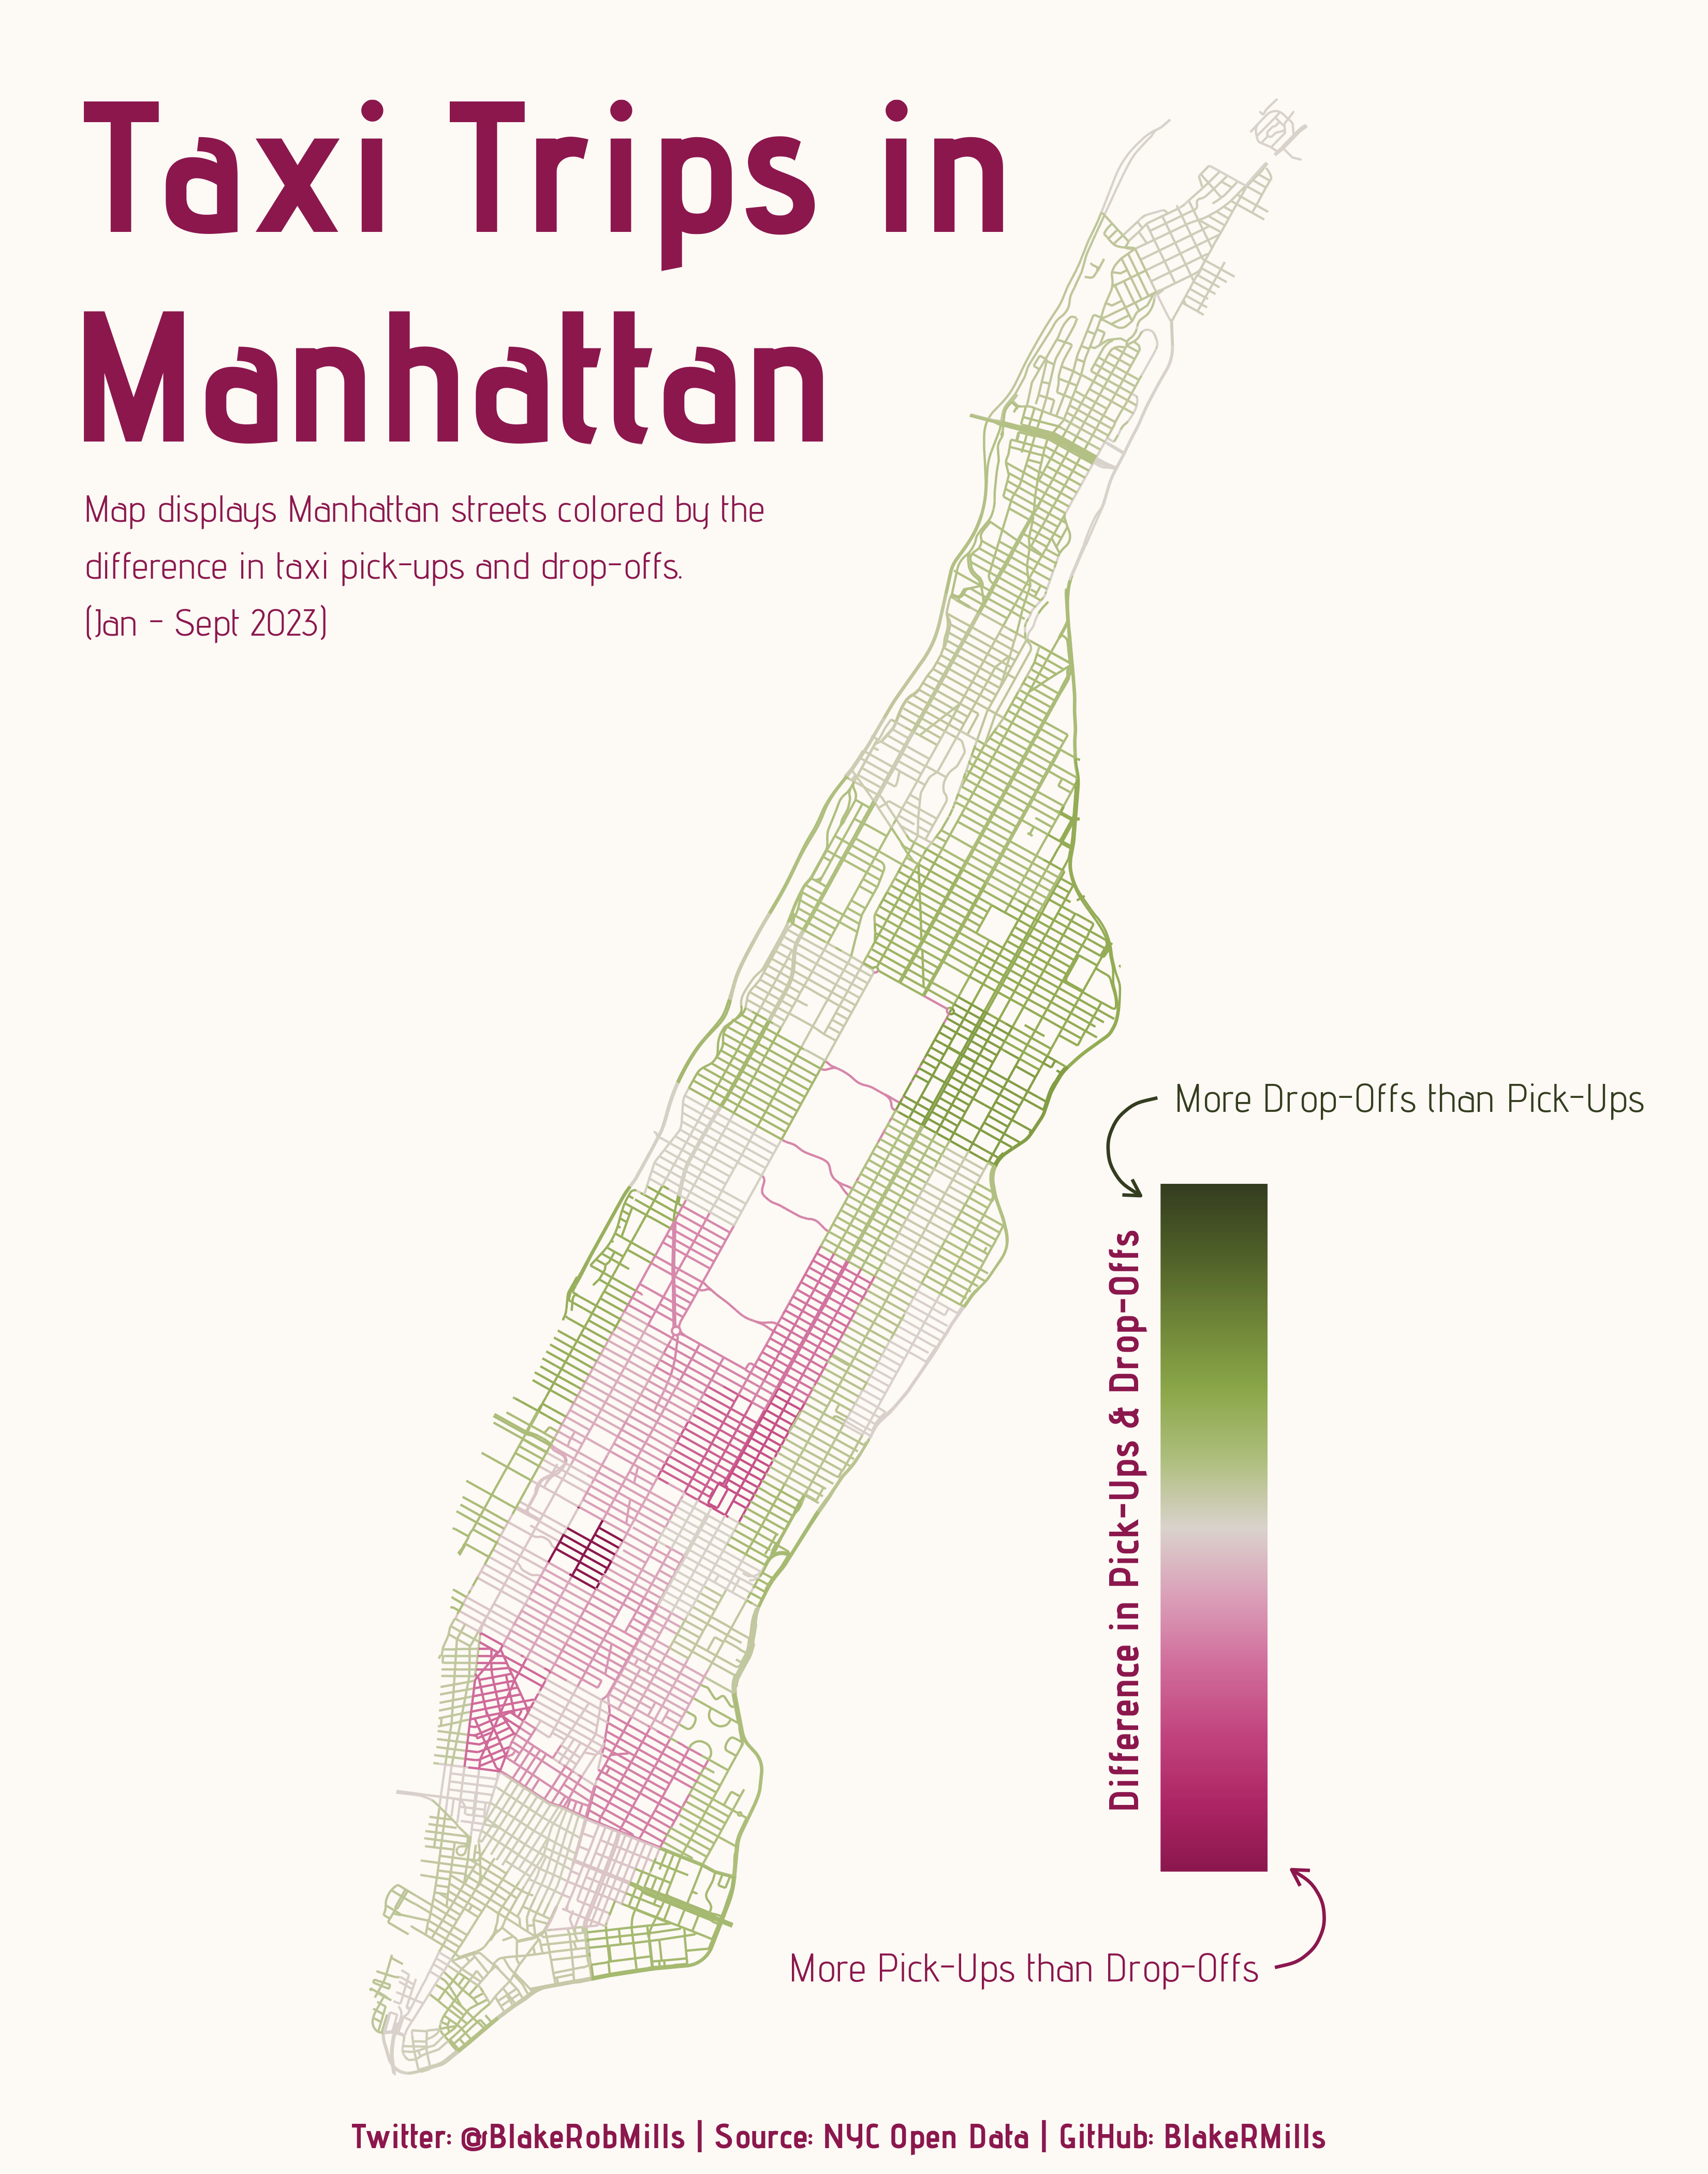 Taxi Trips in
Manhattan
Map displays Manhattan streets colored by the
difference in taxi pick-ups and drop-offs.
(Jan - Sept 2023)
More Drop-Offs than Pick-Ups
Difference in Pick-Ups & Drop-Offs
More Pick-Ups than Drop-Offs
Twitter: @BlakeRobMills | Source: NYC Open Data | GitHub: BlakeRMills